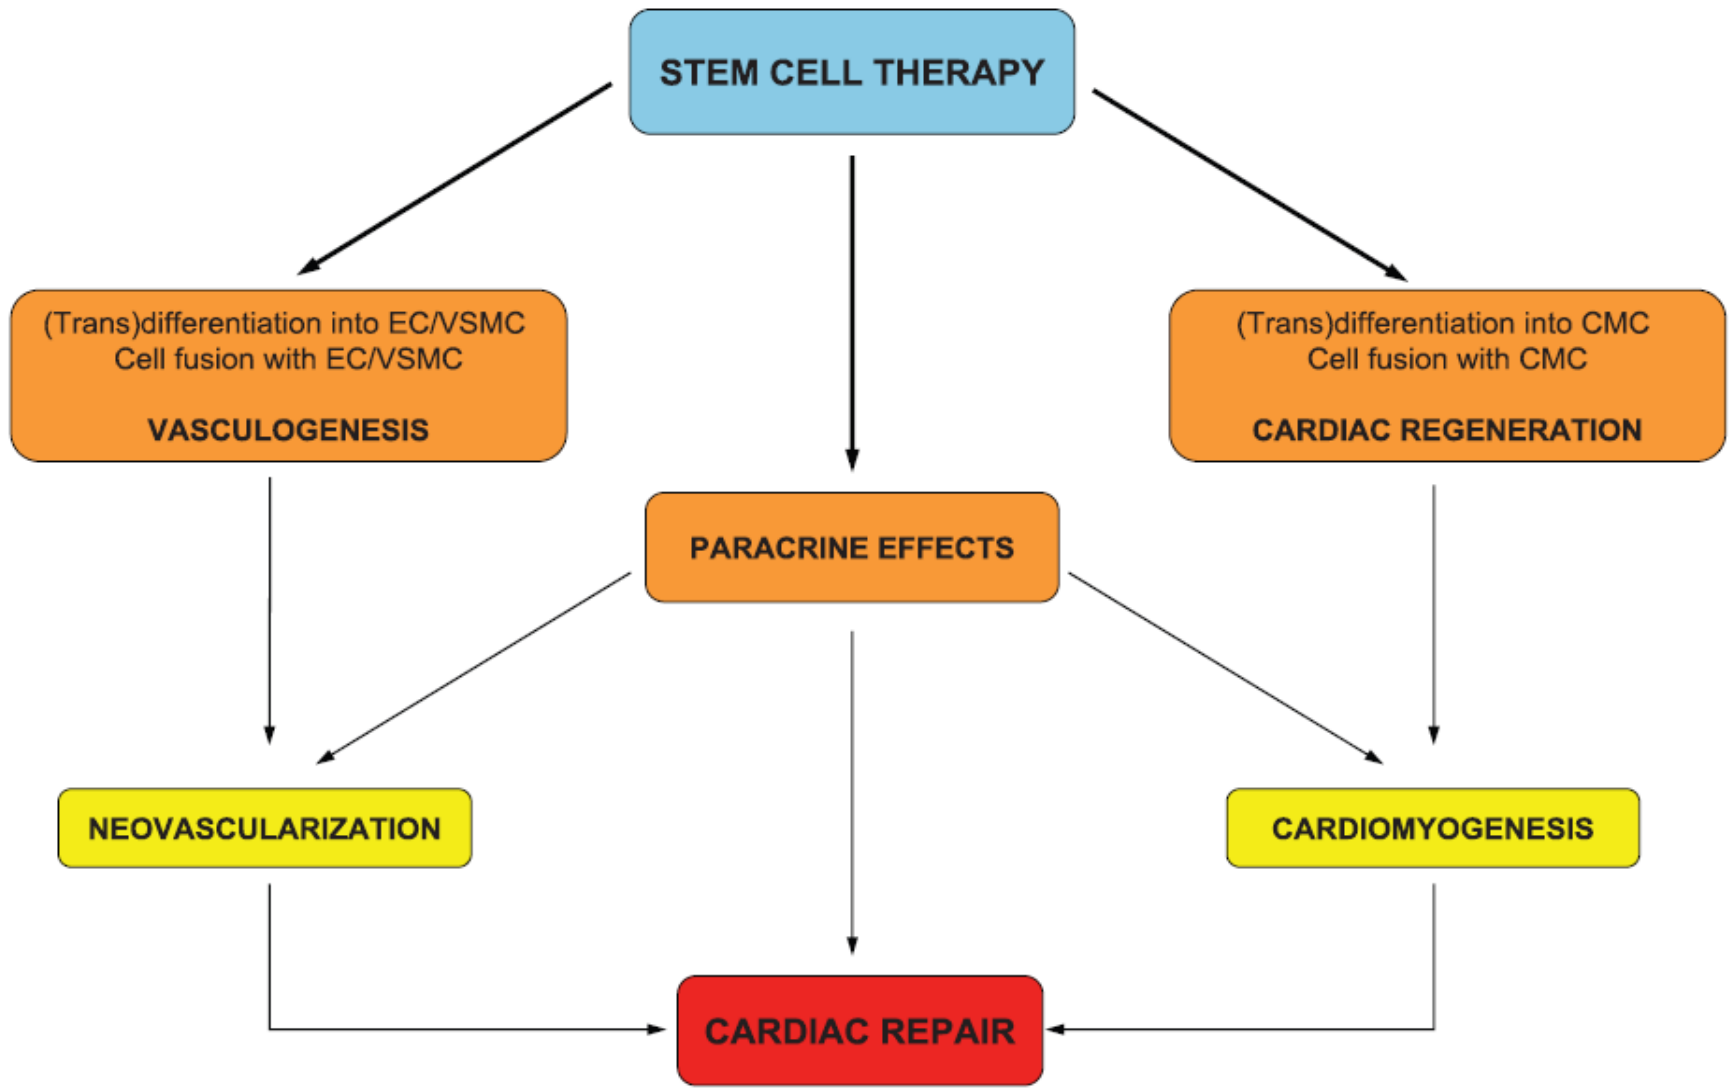 STEM CELL THERAPY
(Trans)differentiation into EC/VSMC
Cell fusion with EC/VSMC
VASCULOGENESIS
(Trans)differentiation into CMC
Cell fusion with CMC
CARDIAC REGENERATION
PARACRINE EFFECTS
NEOVASCULARIZATION
CARDIOMYOGENESIS
CARDIAC REPAIR